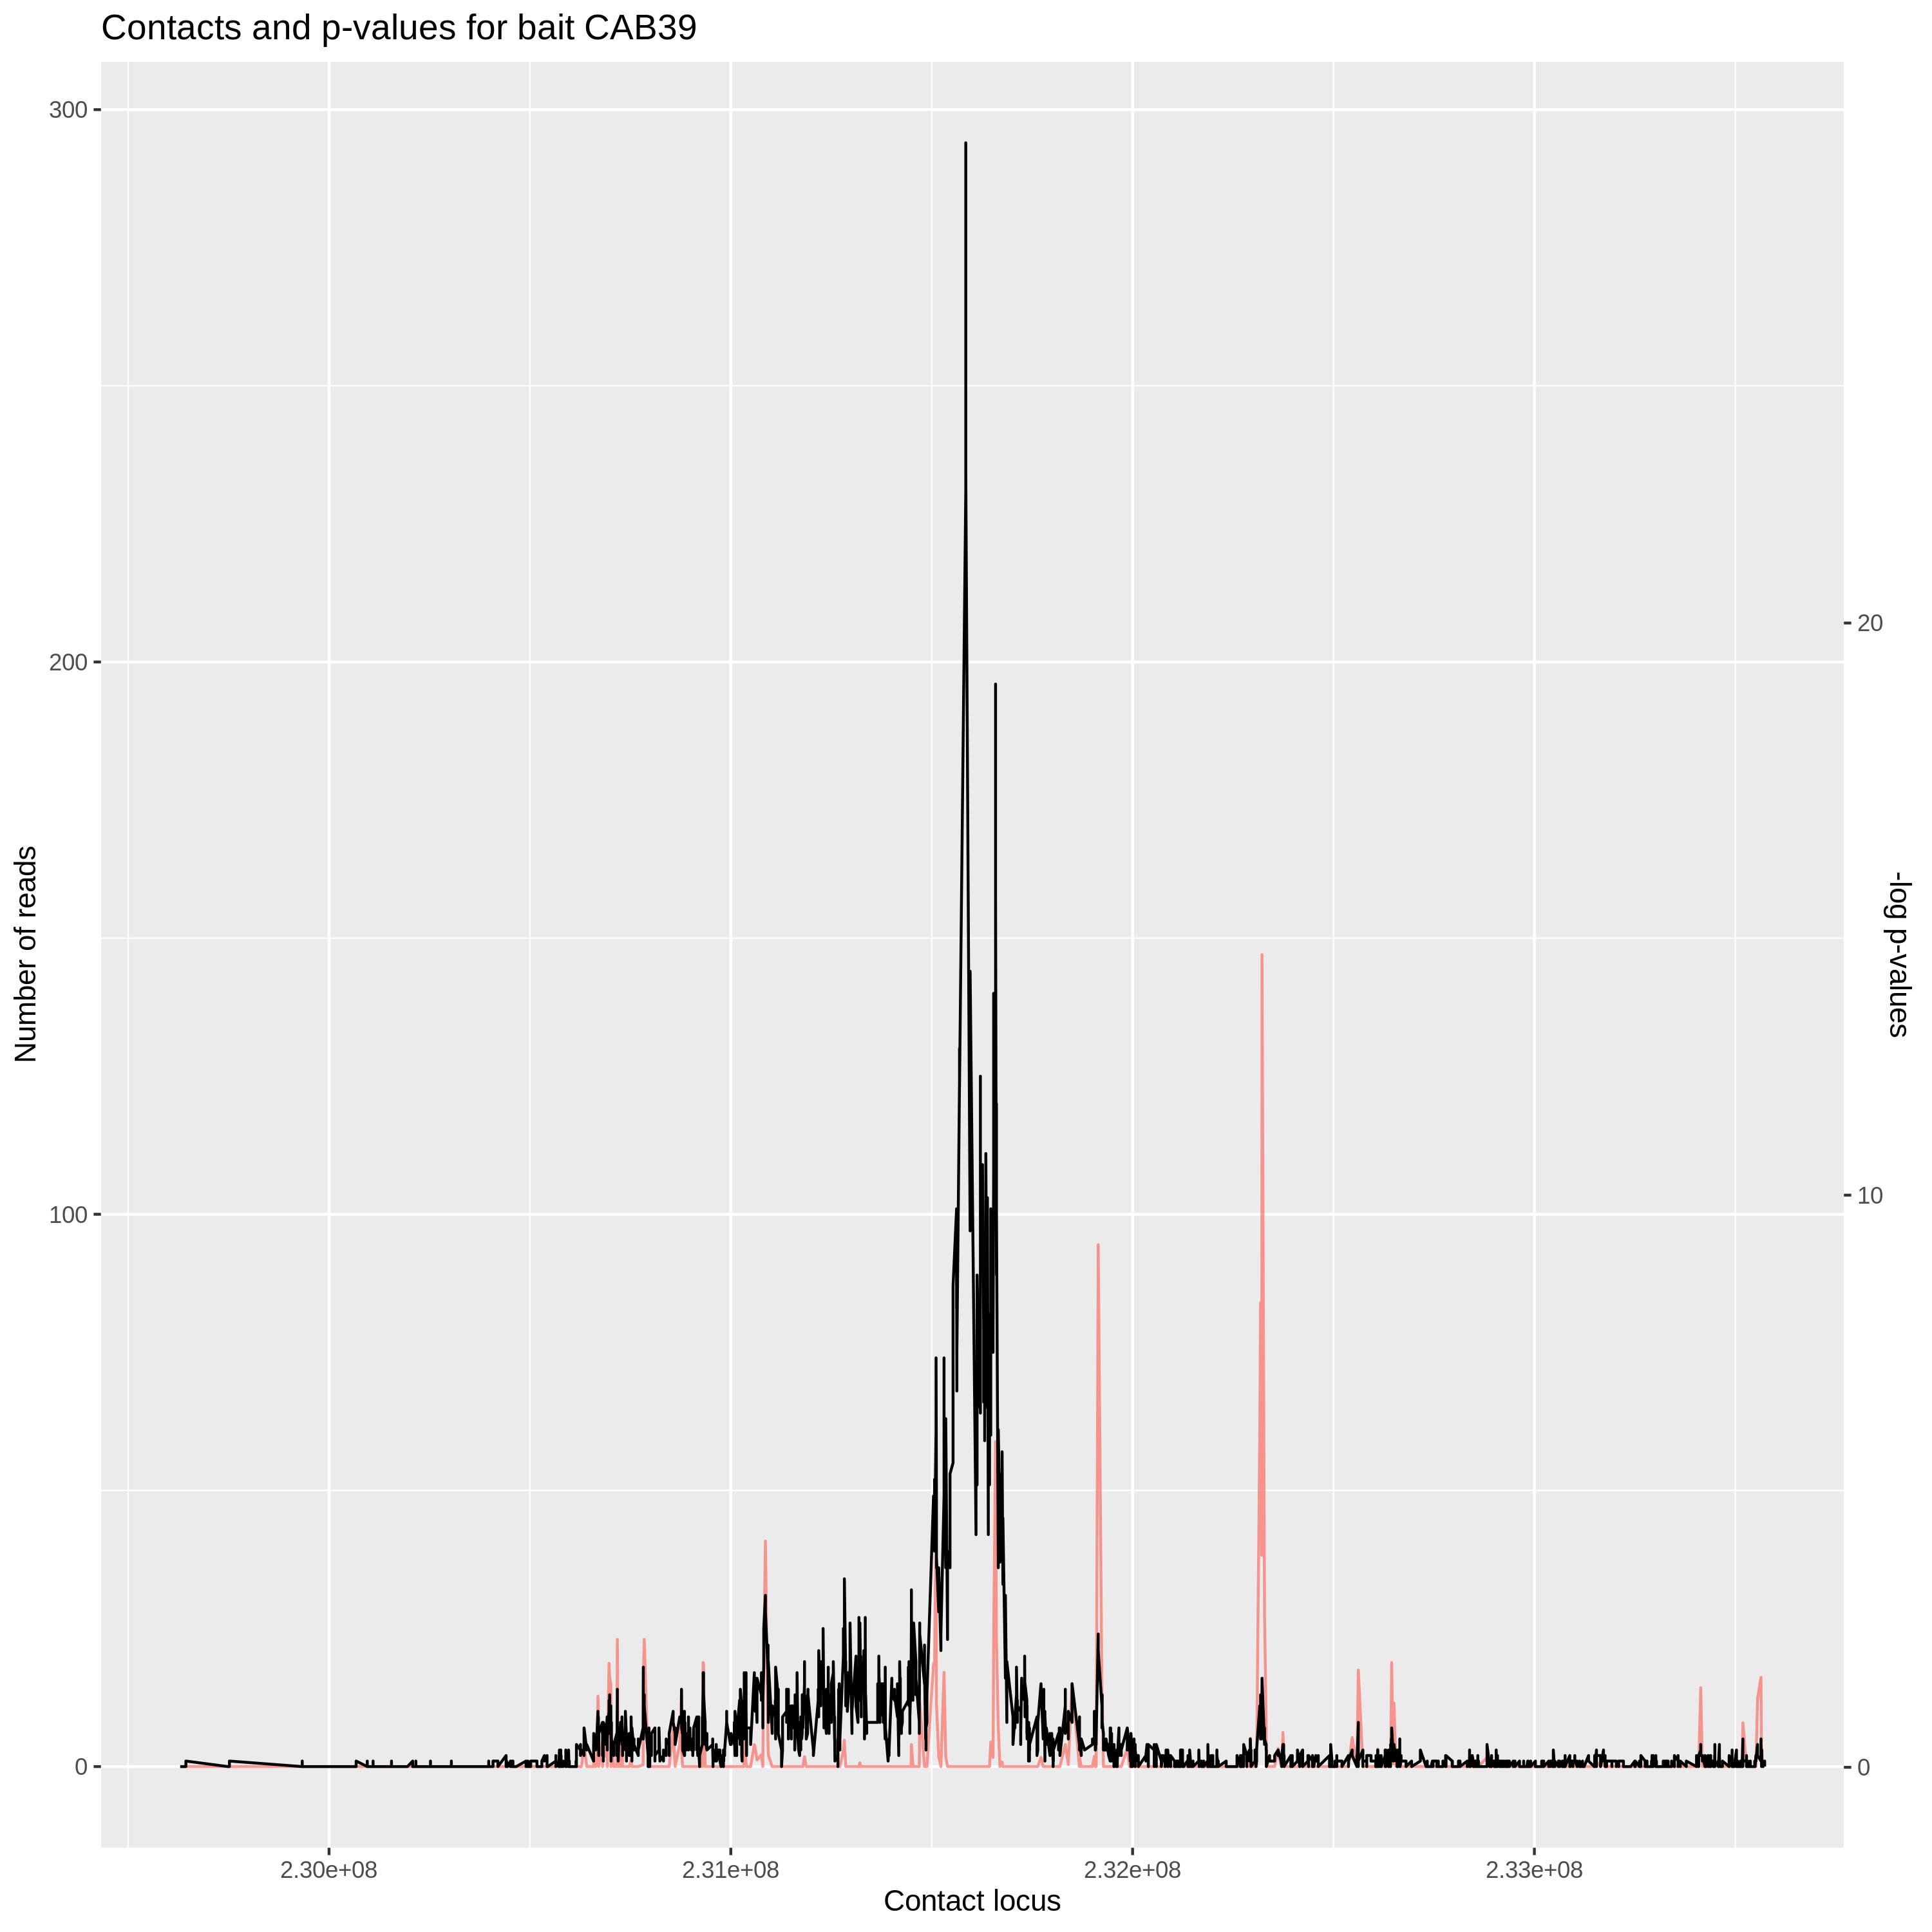 Contacts and p-values for bait CAB39
300
200
100
0
Number of reads
20
10
0
-log p-values
2.30e+08
2.31e+08
2.32e+08
2.33e+08
Contact locus